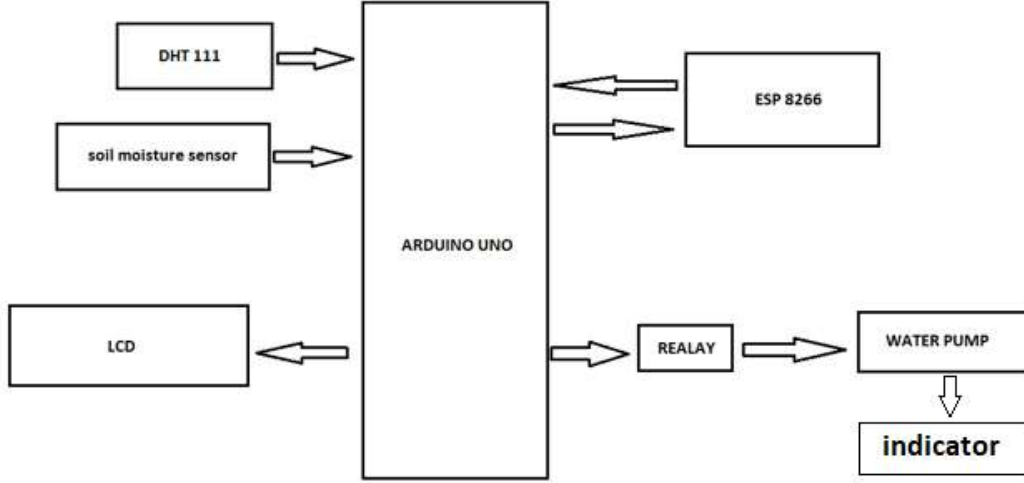 DHT 111
ESP 8266
soil moisture sensor
ARDUINO UNO
LCD
REALAY
WATER PUMP
indicator